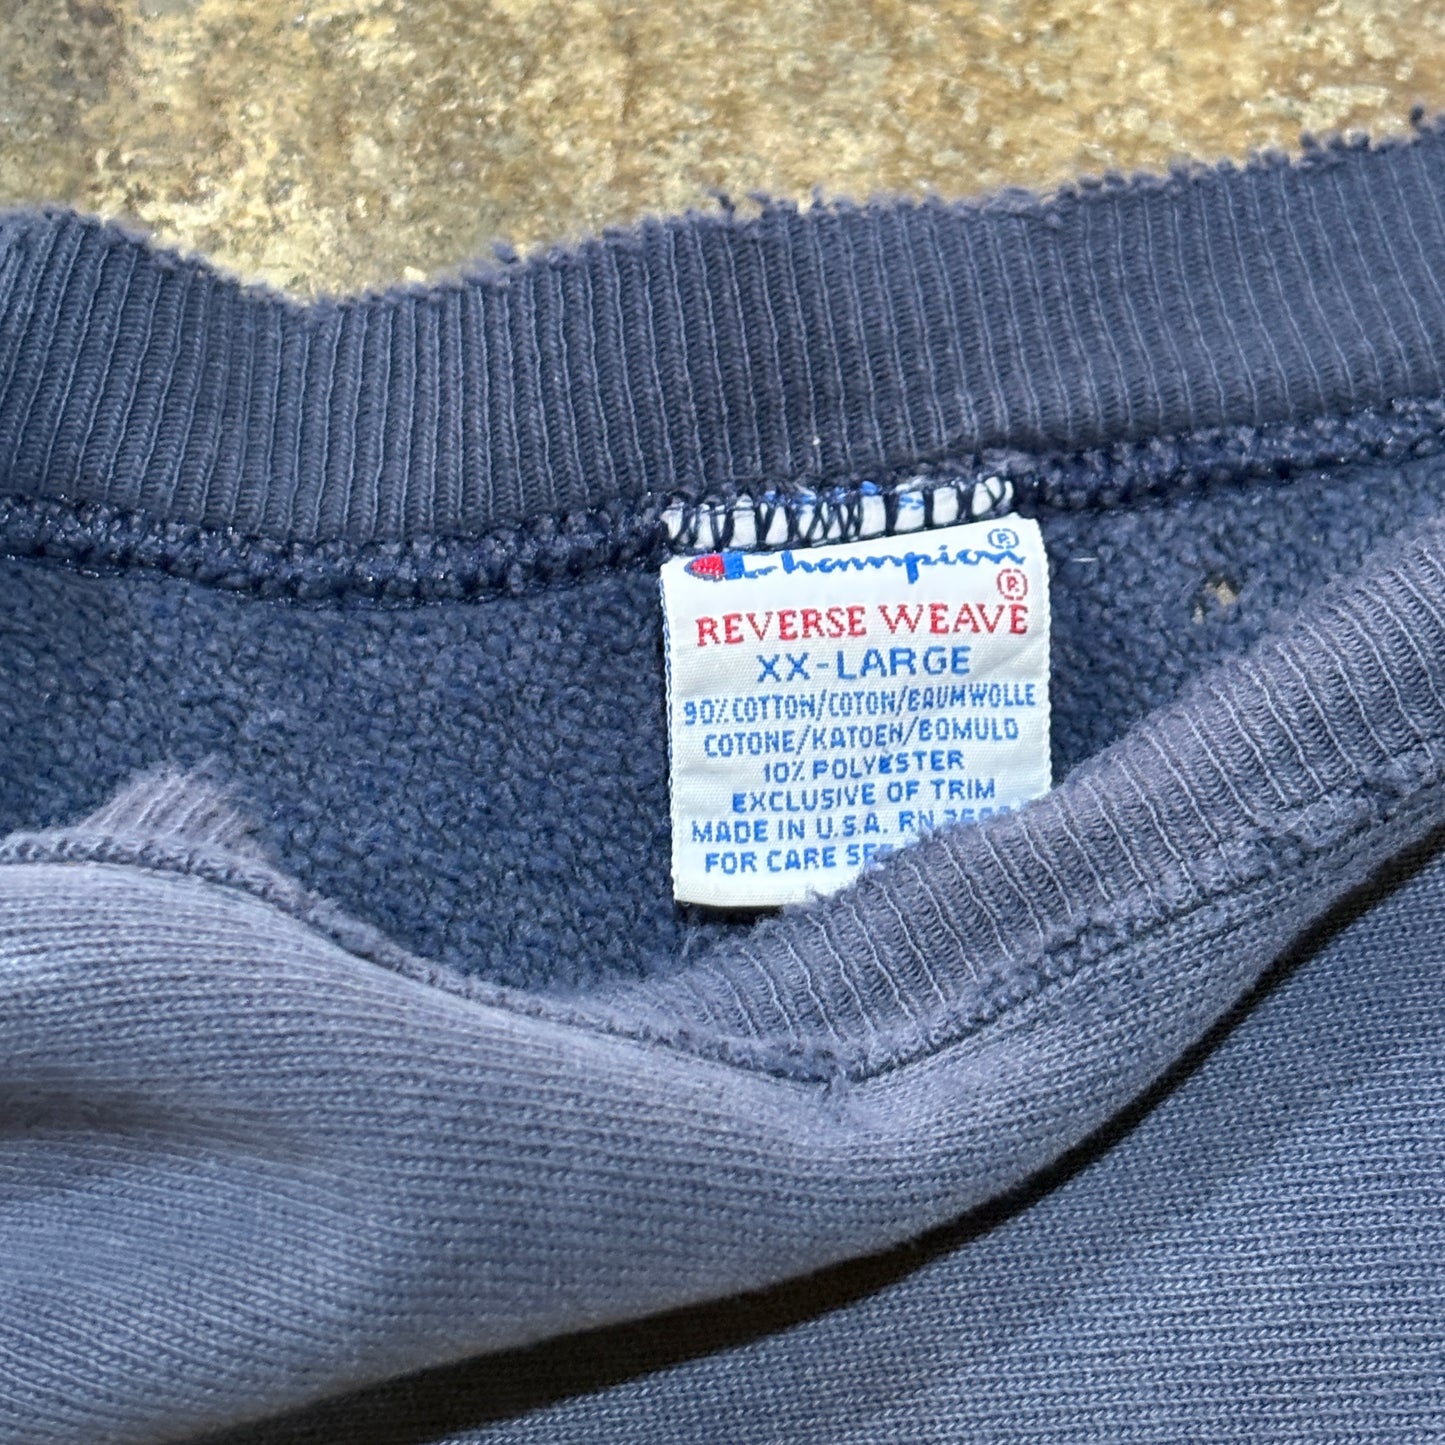 Champion®
REVERSE WEAVE®
XX-LARGE
90% COTTON/COTON/BAUMWOLLE
COTONE/KATOEN/BOMULD
10% POLYESTER
EXCLUSIVE OF TRIM
MADE IN U.S.A. RN
FOR CARE